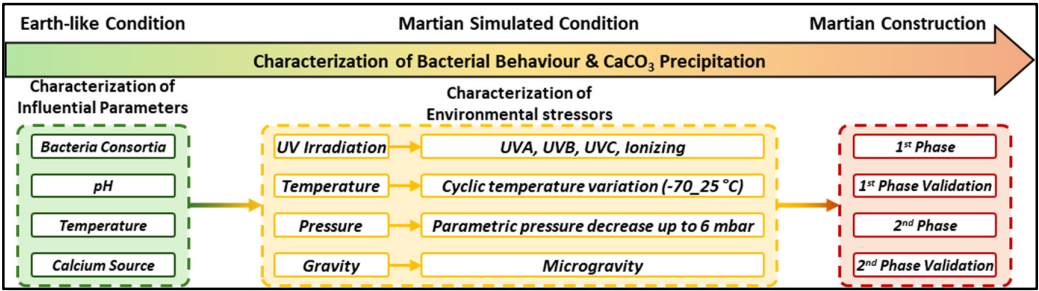 Earth-like Condition
Martian Simulated Condition
Martian Construction
Characterization of Bacterial Behaviour & CaCO3 Precipitation
Characterization of
Influential Parameters
Bacteria Consortia
pH
Temperature
Calcium Source
Characterization of
Environmental stressors
UV Irradiation
UVA, UVB, UVC, Ionizing
Temperature
Cyclic temperature variation (-70_25 °C)
Pressure
Parametric pressure decrease up to 6 mbar
Gravity
Microgravity
1st Phase
1st Phase Validation
2nd Phase
2nd Phase Validation